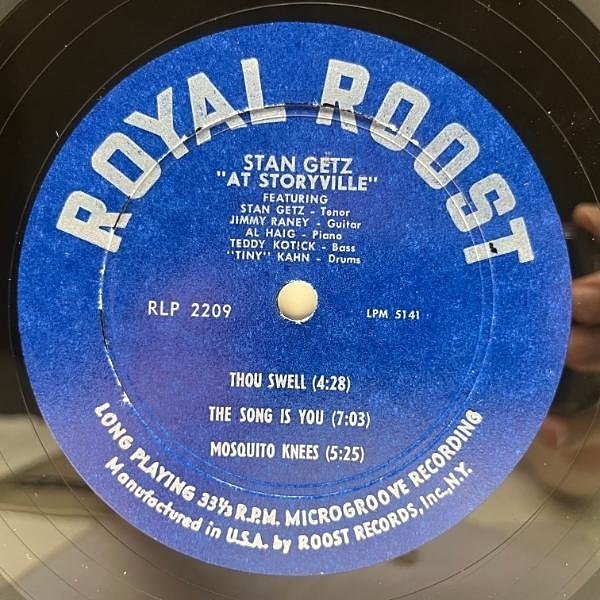 ROYAL ROOST
STAN GETZ
"AT STORYVILLE"
FEATURING
STAN GETZ - Tenor
JIMMY RANEY - Guitar
AL HAIG - Piano
TEDDY KOTICK - Bass
"TINY" KAHN - Drums
RLP 2209 LPM 5141
THOU SWELL (4:28)
THE SONG IS YOU (7:03)
MOSQUITO KNEES (5:25)
LONG PLAYING 33⅓ R.P.M. MICROGROOVE RECORDING
Manufactured in U.S.A. by ROOST RECORDS, Inc., N.Y.